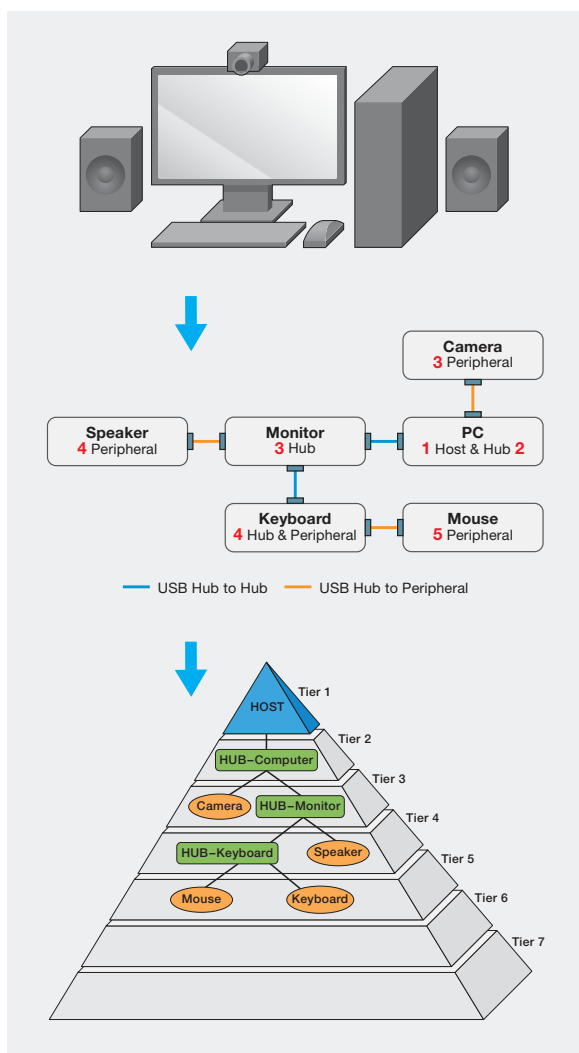 Camera
3 Peripheral
Speaker
4 Peripheral
Monitor
3 Hub
PC
1 Host & Hub 2
Keyboard
4 Hub & Peripheral
Mouse
5 Peripheral
USB Hub to Hub
USB Hub to Peripheral
Tier 1
HOST
Tier 2
HUB–Computer
Tier 3
Camera
HUB–Monitor
Tier 4
HUB–Keyboard
Speaker
Tier 5
Mouse
Keyboard
Tier 6
Tier 7